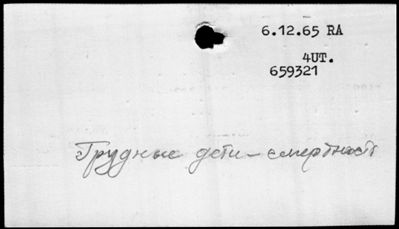 6.12.65 RA
4UT.
659321
Грудные дети – смертность